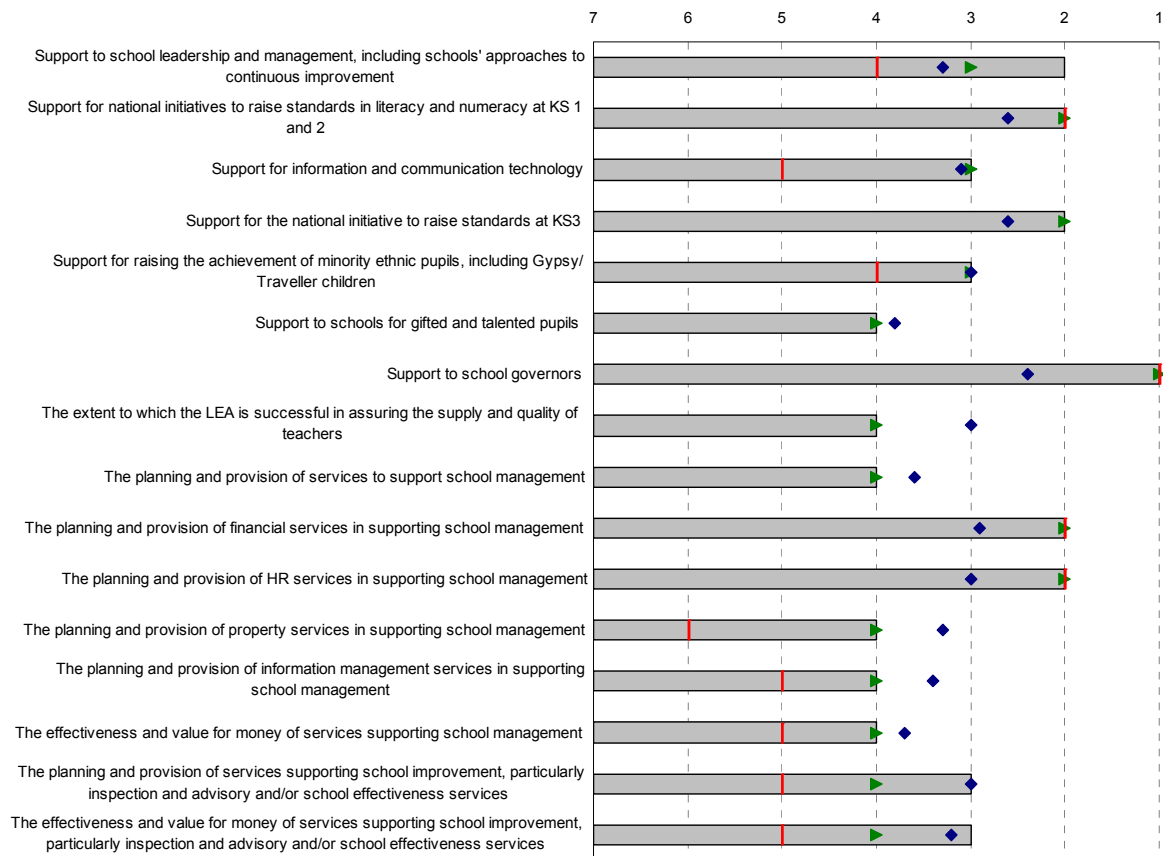 7 6 5 4 3 2 1
Support to school leadership and management, including schools' approaches to
continuous improvement
Support for national initiatives to raise standards in literacy and numeracy at KS 1
and 2
Support for information and communication technology
Support for the national initiative to raise standards at KS3
Support for raising the achievement of minority ethnic pupils, including Gypsy/
Traveller children
Support to schools for gifted and talented pupils
Support to school governors
The extent to which the LEA is successful in assuring the supply and quality of
teachers
The planning and provision of services to support school management
The planning and provision of financial services in supporting school management
The planning and provision of HR services in supporting school management
The planning and provision of property services in supporting school management
The planning and provision of information management services in supporting
school management
The effectiveness and value for money of services supporting school management
The planning and provision of services supporting school improvement, particularly
inspection and advisory and/or school effectiveness services
The effectiveness and value for money of services supporting school improvement,
particularly inspection and advisory and/or school effectiveness services